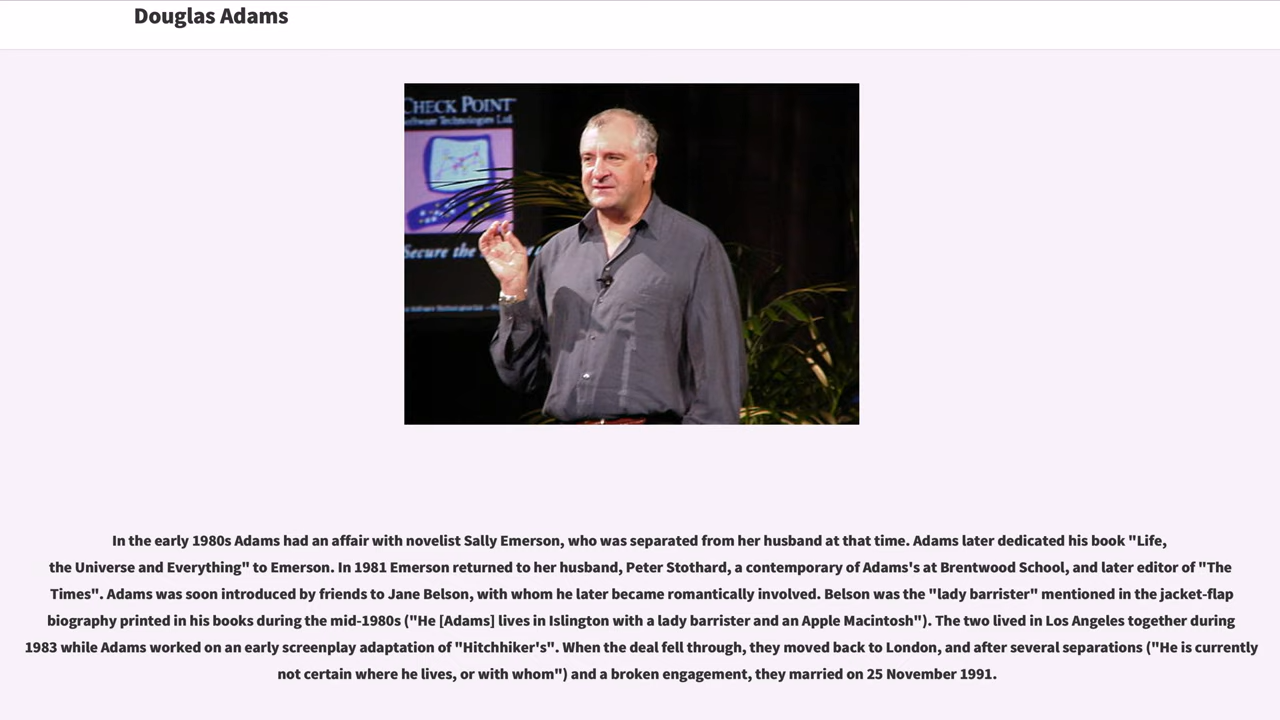 Douglas Adams
CHECK POINT
Software Technologies Ltd
Secure the
In the early 1980s Adams had an affair with novelist Sally Emerson, who was separated from her husband at that time. Adams later dedicated his book "Life,
the Universe and Everything" to Emerson. In 1981 Emerson returned to her husband, Peter Stothard, a contemporary of Adams's at Brentwood School, and later editor of "The
Times". Adams was soon introduced by friends to Jane Belson, with whom he later became romantically involved. Belson was the "lady barrister" mentioned in the jacket-flap
biography printed in his books during the mid-1980s ("He [Adams] lives in Islington with a lady barrister and an Apple Macintosh"). The two lived in Los Angeles together during
1983 while Adams worked on an early screenplay adaptation of "Hitchhiker's". When the deal fell through, they moved back to London, and after several separations ("He is currently
not certain where he lives, or with whom") and a broken engagement, they married on 25 November 1991.